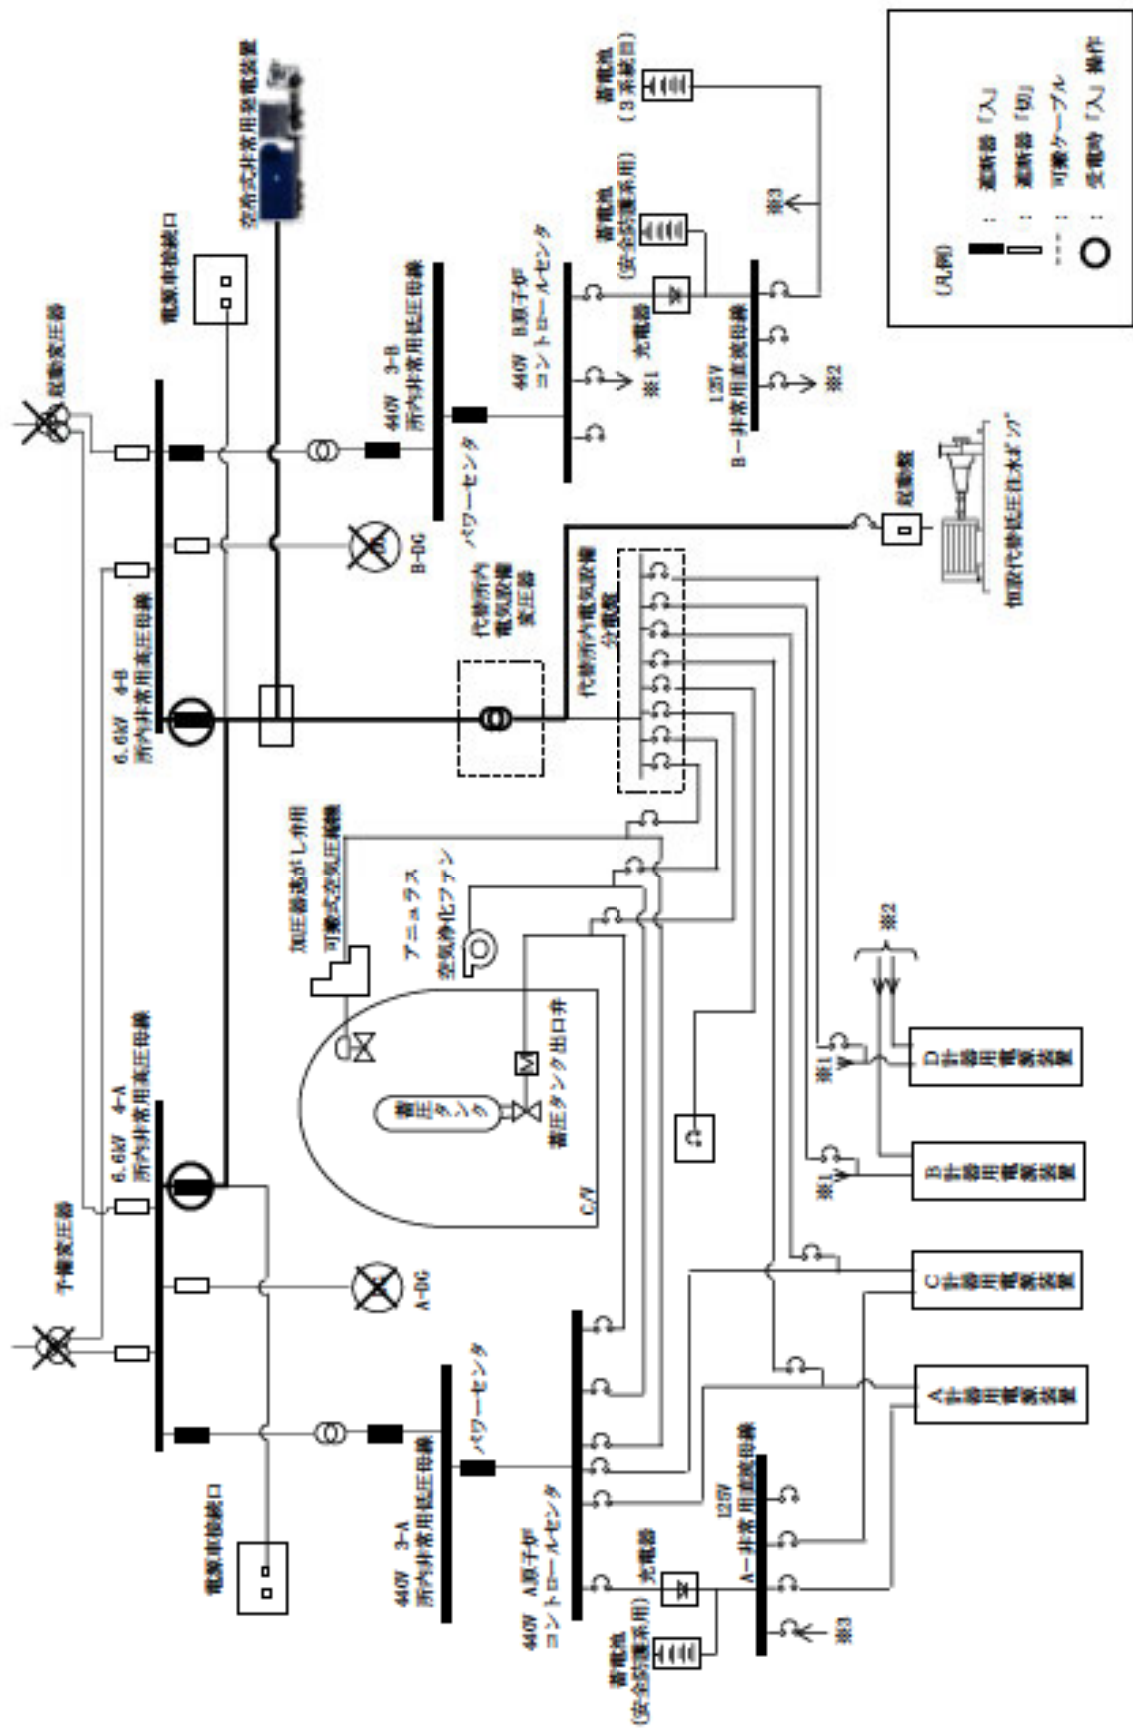 予備変圧器
起動変圧器
6.6kV 4-A
所内非常用高圧母線
6.6kV 4-B
所内非常用高圧母線
電源車接続口
電源車接続口
空冷式非常用発電装置
A-DG
B-DG
440V 3-A
所内非常用低圧母線
440V 3-B
所内非常用低圧母線
パワーセンタ
パワーセンタ
加圧器逃がし弁用
可搬式空気圧縮機
アニュラス
空気浄化ファン
代替所内
電気設備
変圧器
440V A原子炉
コントロールセンタ
440V B原子炉
コントロールセンタ
蓄圧タンク
M
蓄圧タンク出口弁
C/V
代替所内電気設備
分電盤
蓄電池
(安全防護系用)
充電器
充電器
蓄電池
(安全防護系用)
蓄電池
(3系統目)
125V
A-非常用直流母線
125V
B-非常用直流母線
※1
※2
※3
※3
※1
※1
※2
A計器用電源装置
C計器用電源装置
B計器用電源装置
D計器用電源装置
起動盤
恒設代替低圧注水ポンプ
(凡例)
: 遮断器「入」
: 遮断器「切」
: 可搬ケーブル
: 受電時「入」操作